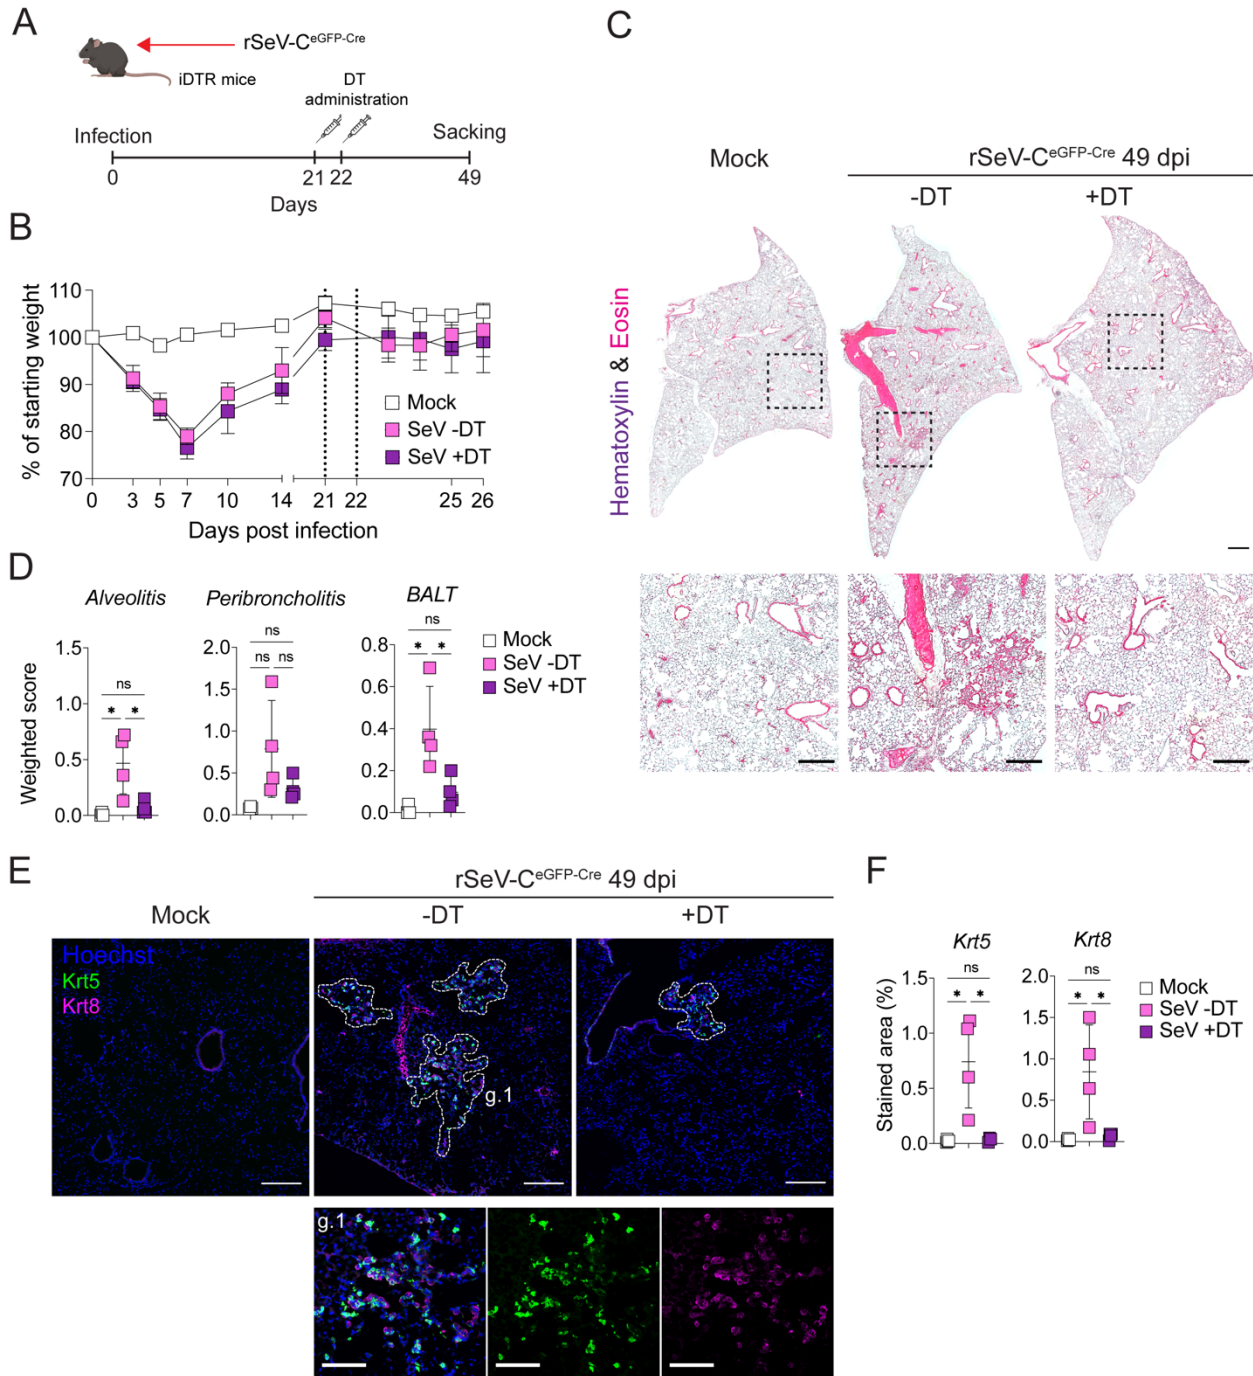 A
rSeV-C^eGFP-Cre
iDTR mice
DT
administration
Infection
Sacking
0
21
22
49
Days
B
% of starting weight
110
100
90
80
70
0
3
5
7
10
14
21
22
25
26
Days post infection
Mock
SeV -DT
SeV +DT
C
Mock
rSeV-C^eGFP-Cre 49 dpi
-DT
+DT
Hematoxylin & Eosin
D
Alveolitis
Peribroncholitis
BALT
Weighted score
1.5
1.0
0.5
0.0
ns
*
*
2.0
1.5
1.0
0.5
0.0
ns
ns
ns
0.8
0.6
0.4
0.2
0.0
ns
*
*
Mock
SeV -DT
SeV +DT
E
rSeV-C^eGFP-Cre 49 dpi
Mock
-DT
+DT
Hoechst
Krt5
Krt8
g.1
g.1
F
Krt5
Krt8
Stained area (%)
1.5
1.0
0.5
0.0
ns
*
*
2.0
1.5
1.0
0.5
0.0
ns
*
*
Mock
SeV -DT
SeV +DT